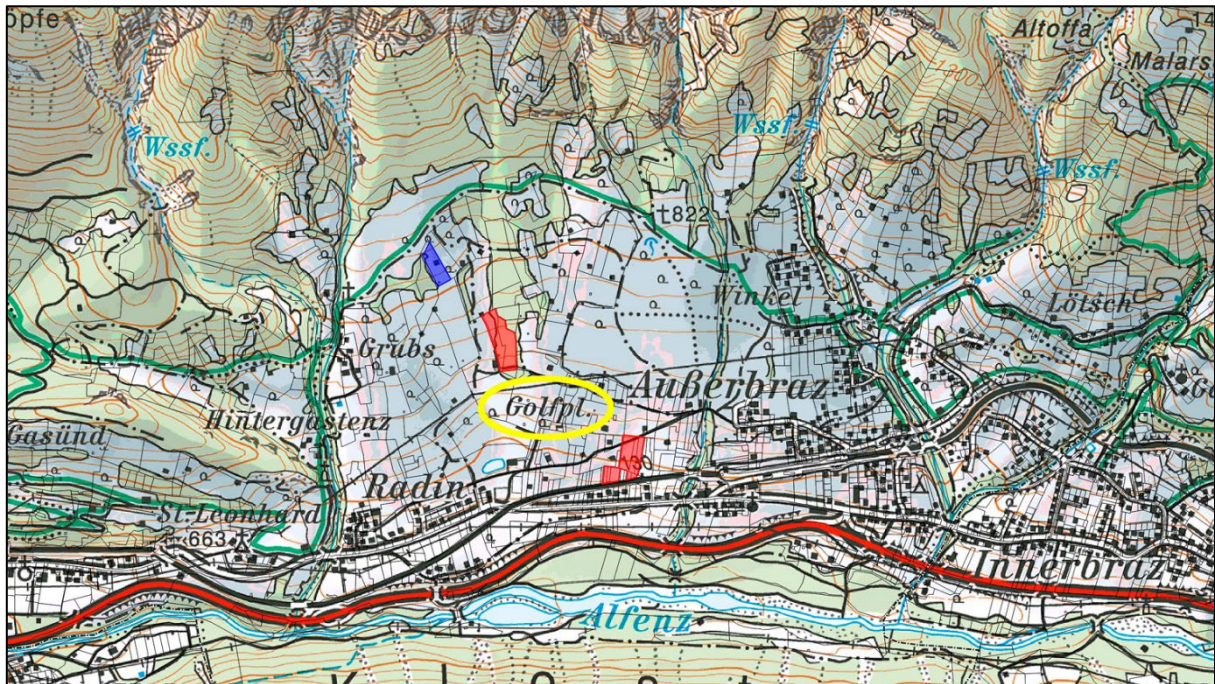 öpfe
Altoffa
Malars
1200
Wssf.
Wssf.
Wssf.
822
Winkel
Lötsch
Grubs
Außerbraz
Golfpl.
Hintergastenz
Gasünd
Radin
St. Leonhard
663
Innerbraz
Alfenz
K l o s t